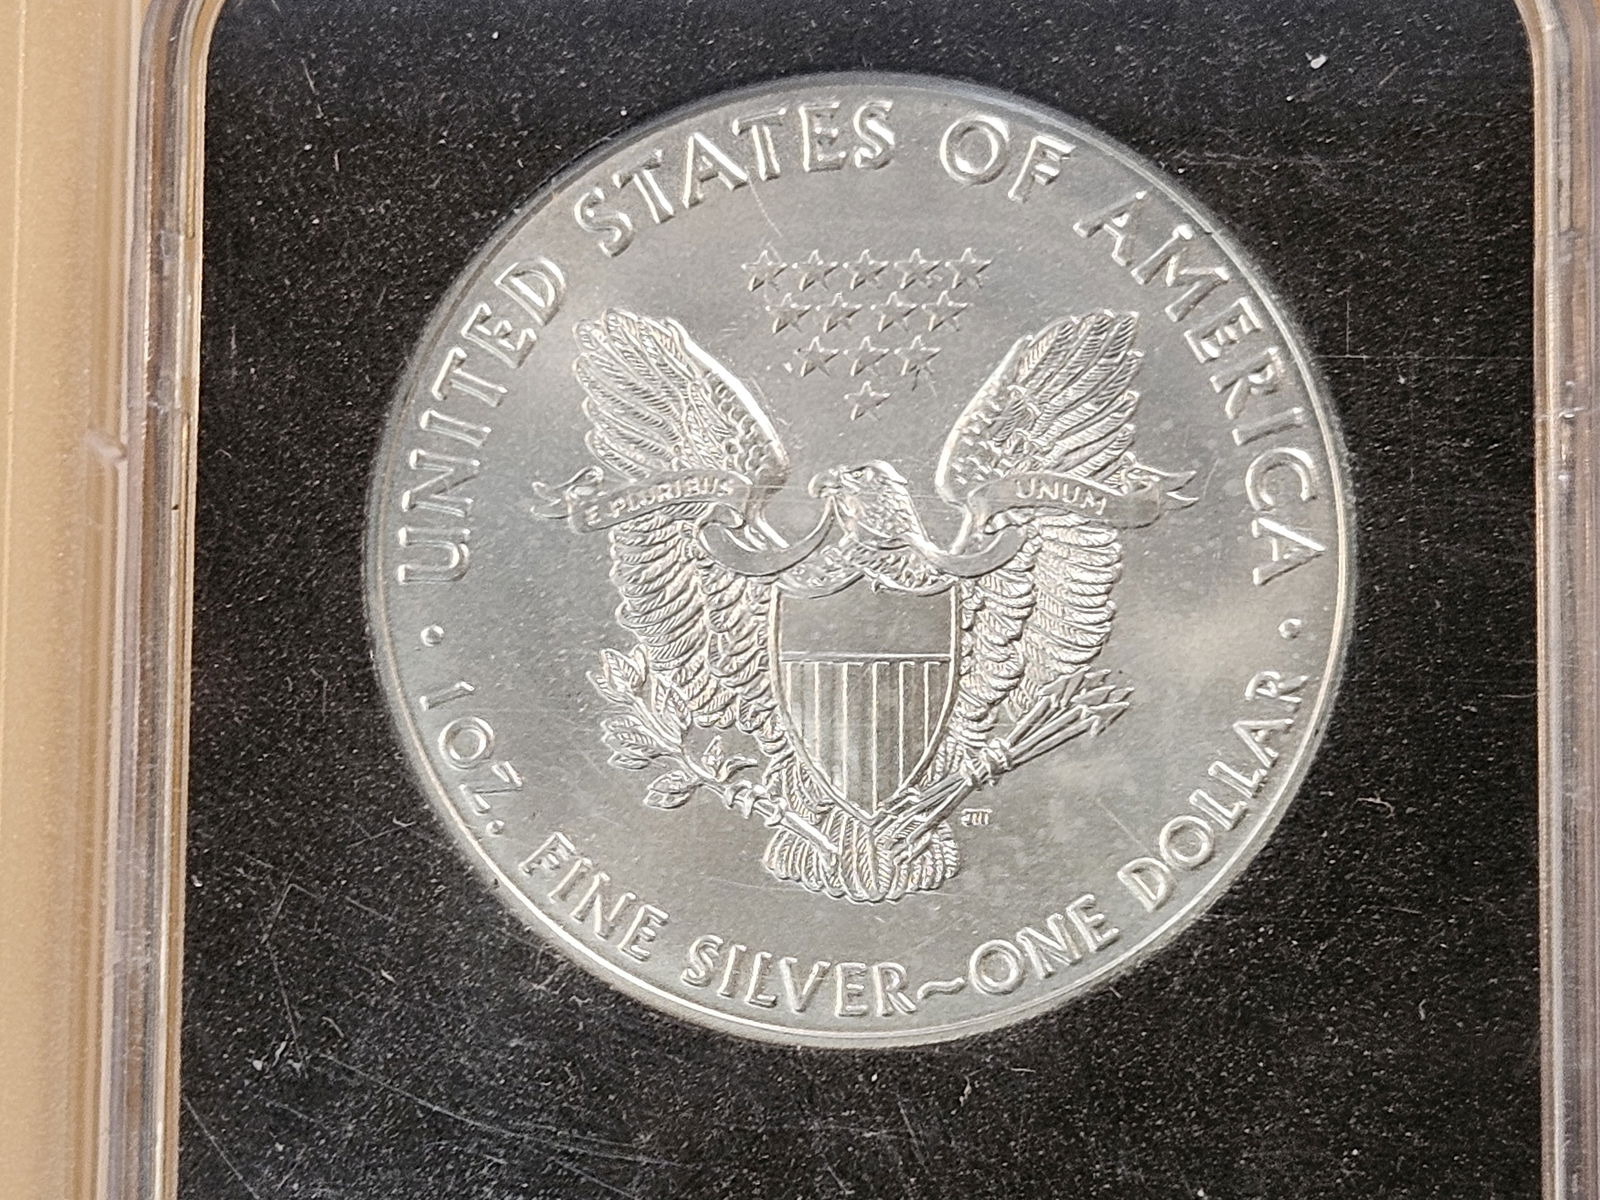 · UNITED STATES OF AMERICA ·
E PLURIBUS UNUM
1 OZ. FINE SILVER~ONE DOLLAR